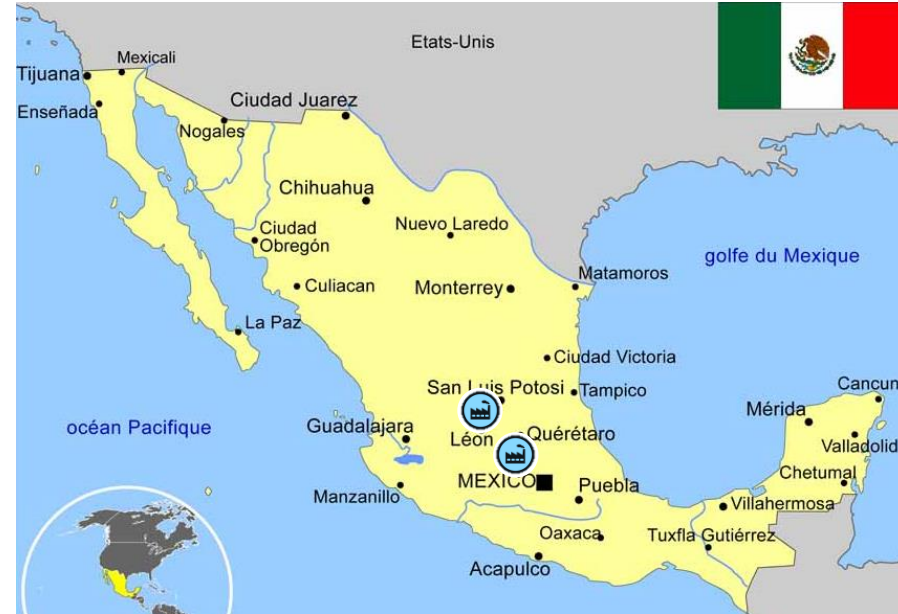 Etats-Unis
Mexicali
Tijuana
Enseñada
Ciudad Juarez
Nogales
Chihuahua
Nuevo Laredo
Ciudad
Obregón
golfe du Mexique
Matamoros
Culiacan
Monterrey
La Paz
Ciudad Victoria
San Luis Potosi
Tampico
Cancun
Mérida
océan Pacifique
Guadalajara
Léon
Quérétaro
Valladolid
Chetumal
MEXICO
Puebla
Manzanillo
Villahermosa
Oaxaca
Tuxfla Gutiérrez
Acapulco